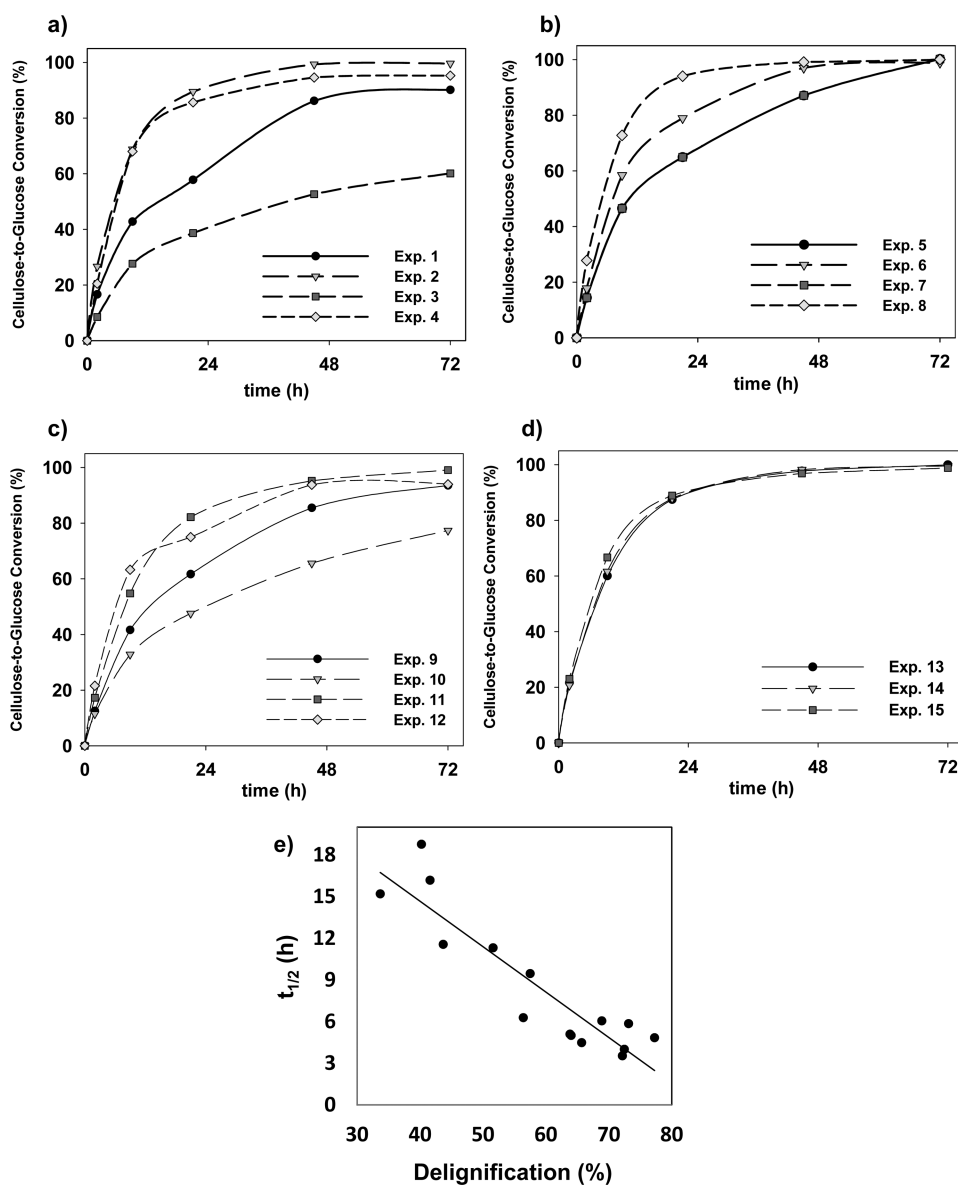 a)
Cellulose-to-Glucose Conversion (%)
100
80
60
40
20
0
Exp. 1
Exp. 2
Exp. 3
Exp. 4
0 24 48 72
time (h)
b)
Cellulose-to-Glucose Conversion (%)
100
80
60
40
20
0
Exp. 5
Exp. 6
Exp. 7
Exp. 8
0 24 48 72
time (h)
c)
Cellulose-to-Glucose Conversion (%)
100
80
60
40
20
0
Exp. 9
Exp. 10
Exp. 11
Exp. 12
0 24 48 72
time (h)
d)
Cellulose-to-Glucose Conversion (%)
100
80
60
40
20
0
Exp. 13
Exp. 14
Exp. 15
0 24 48 72
time (h)
e)
t1/2 (h)
18
15
12
9
6
3
0
30 40 50 60 70 80
Delignification (%)